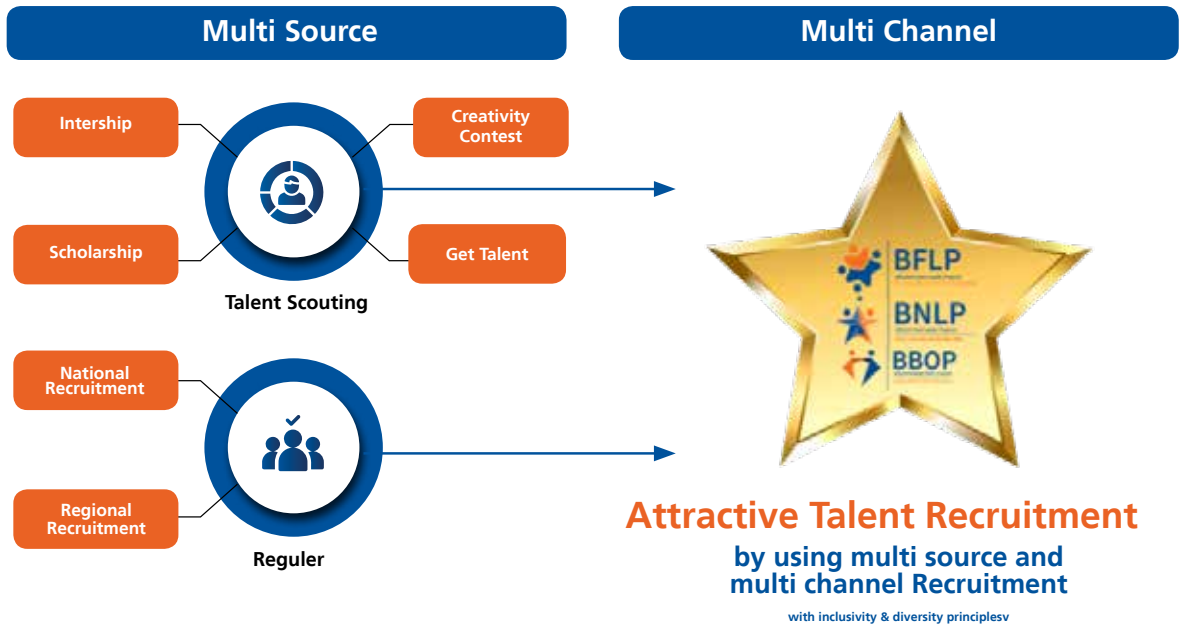 Multi Source
Multi Channel
Intership
Creativity
Contest
Scholarship
Get Talent
Talent Scouting
National
Recruitment
Regional
Recruitment
Reguler
BFLP
BNLP
BBOP
Attractive Talent Recruitment
by using multi source and
multi channel Recruitment
with inclusivity & diversity principlesv